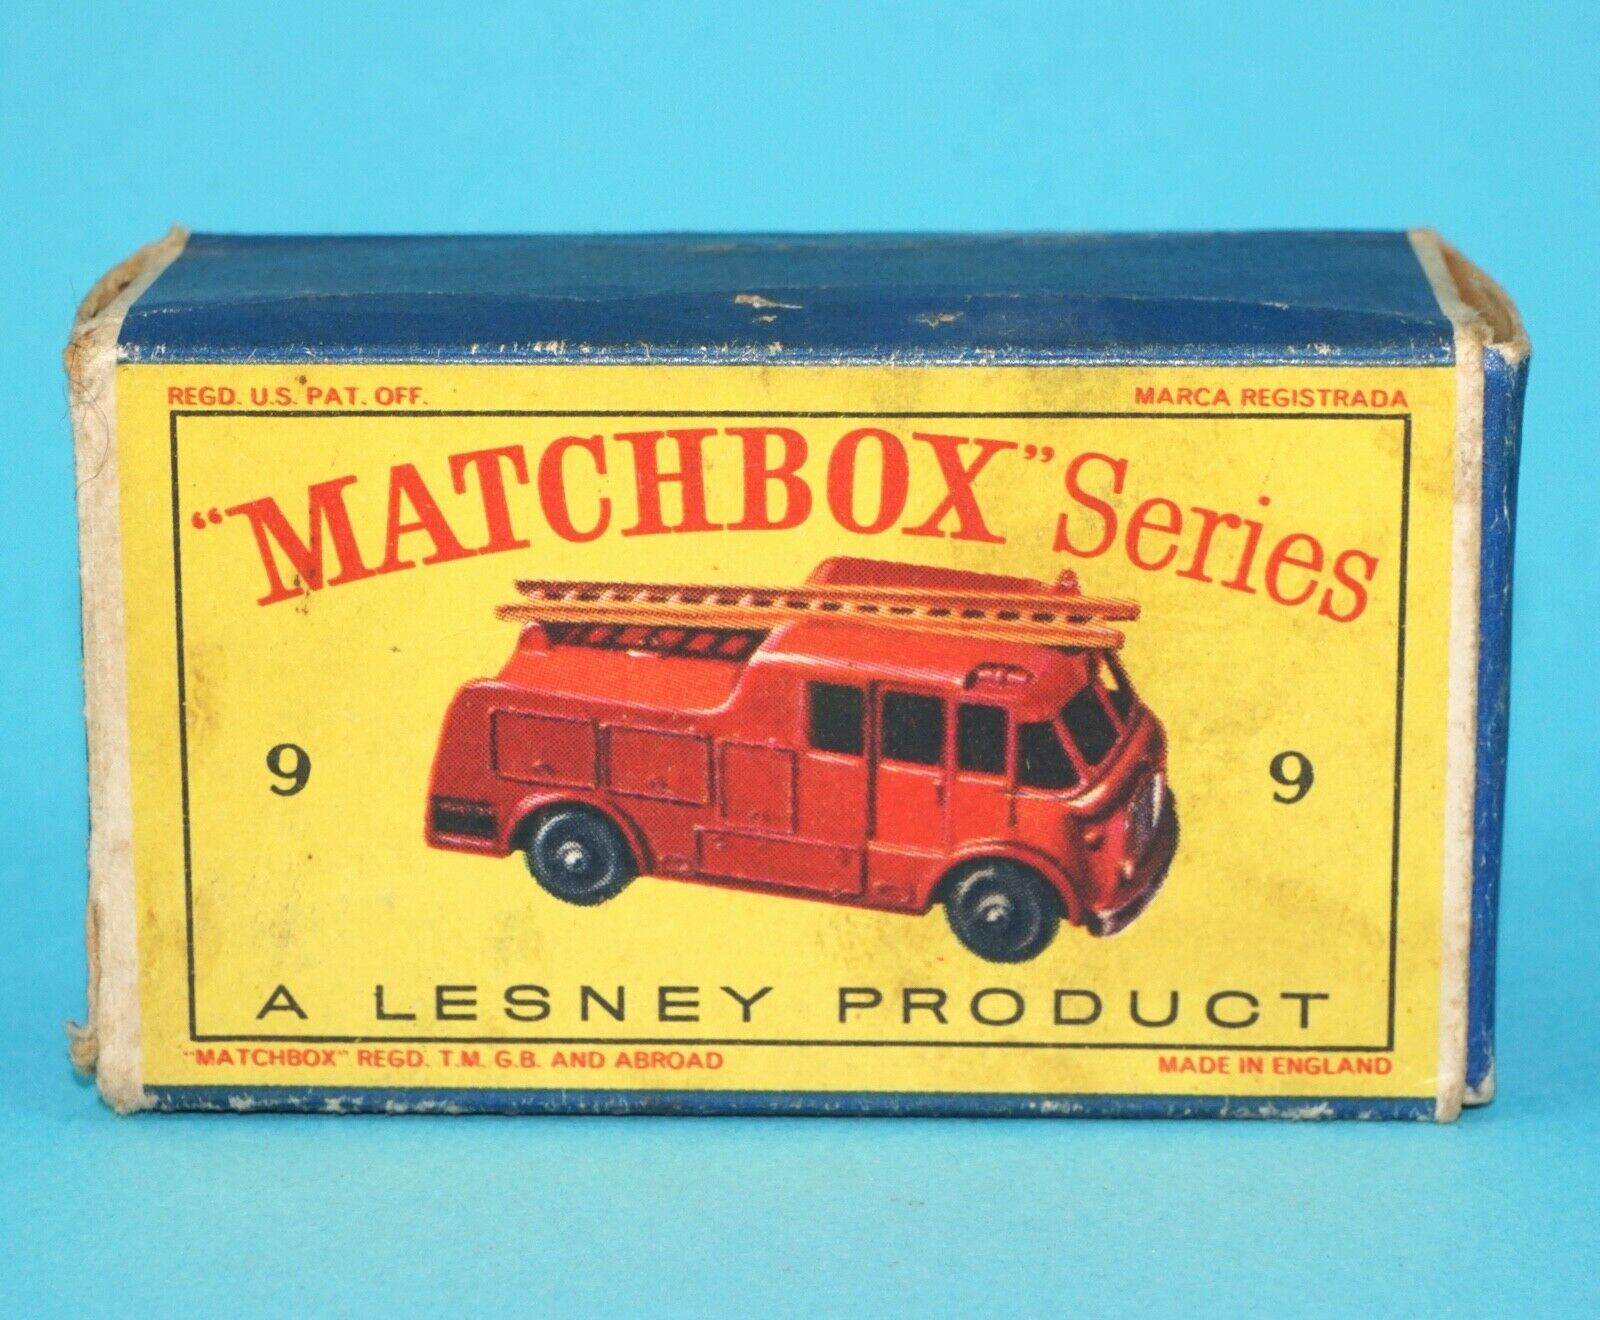 REGD. U.S. PAT. OFF. MARCA REGISTRADA
"MATCHBOX" Series
9 9
A LESNEY PRODUCT
"MATCHBOX" REGD. T.M. G.B. AND ABROAD MADE IN ENGLAND